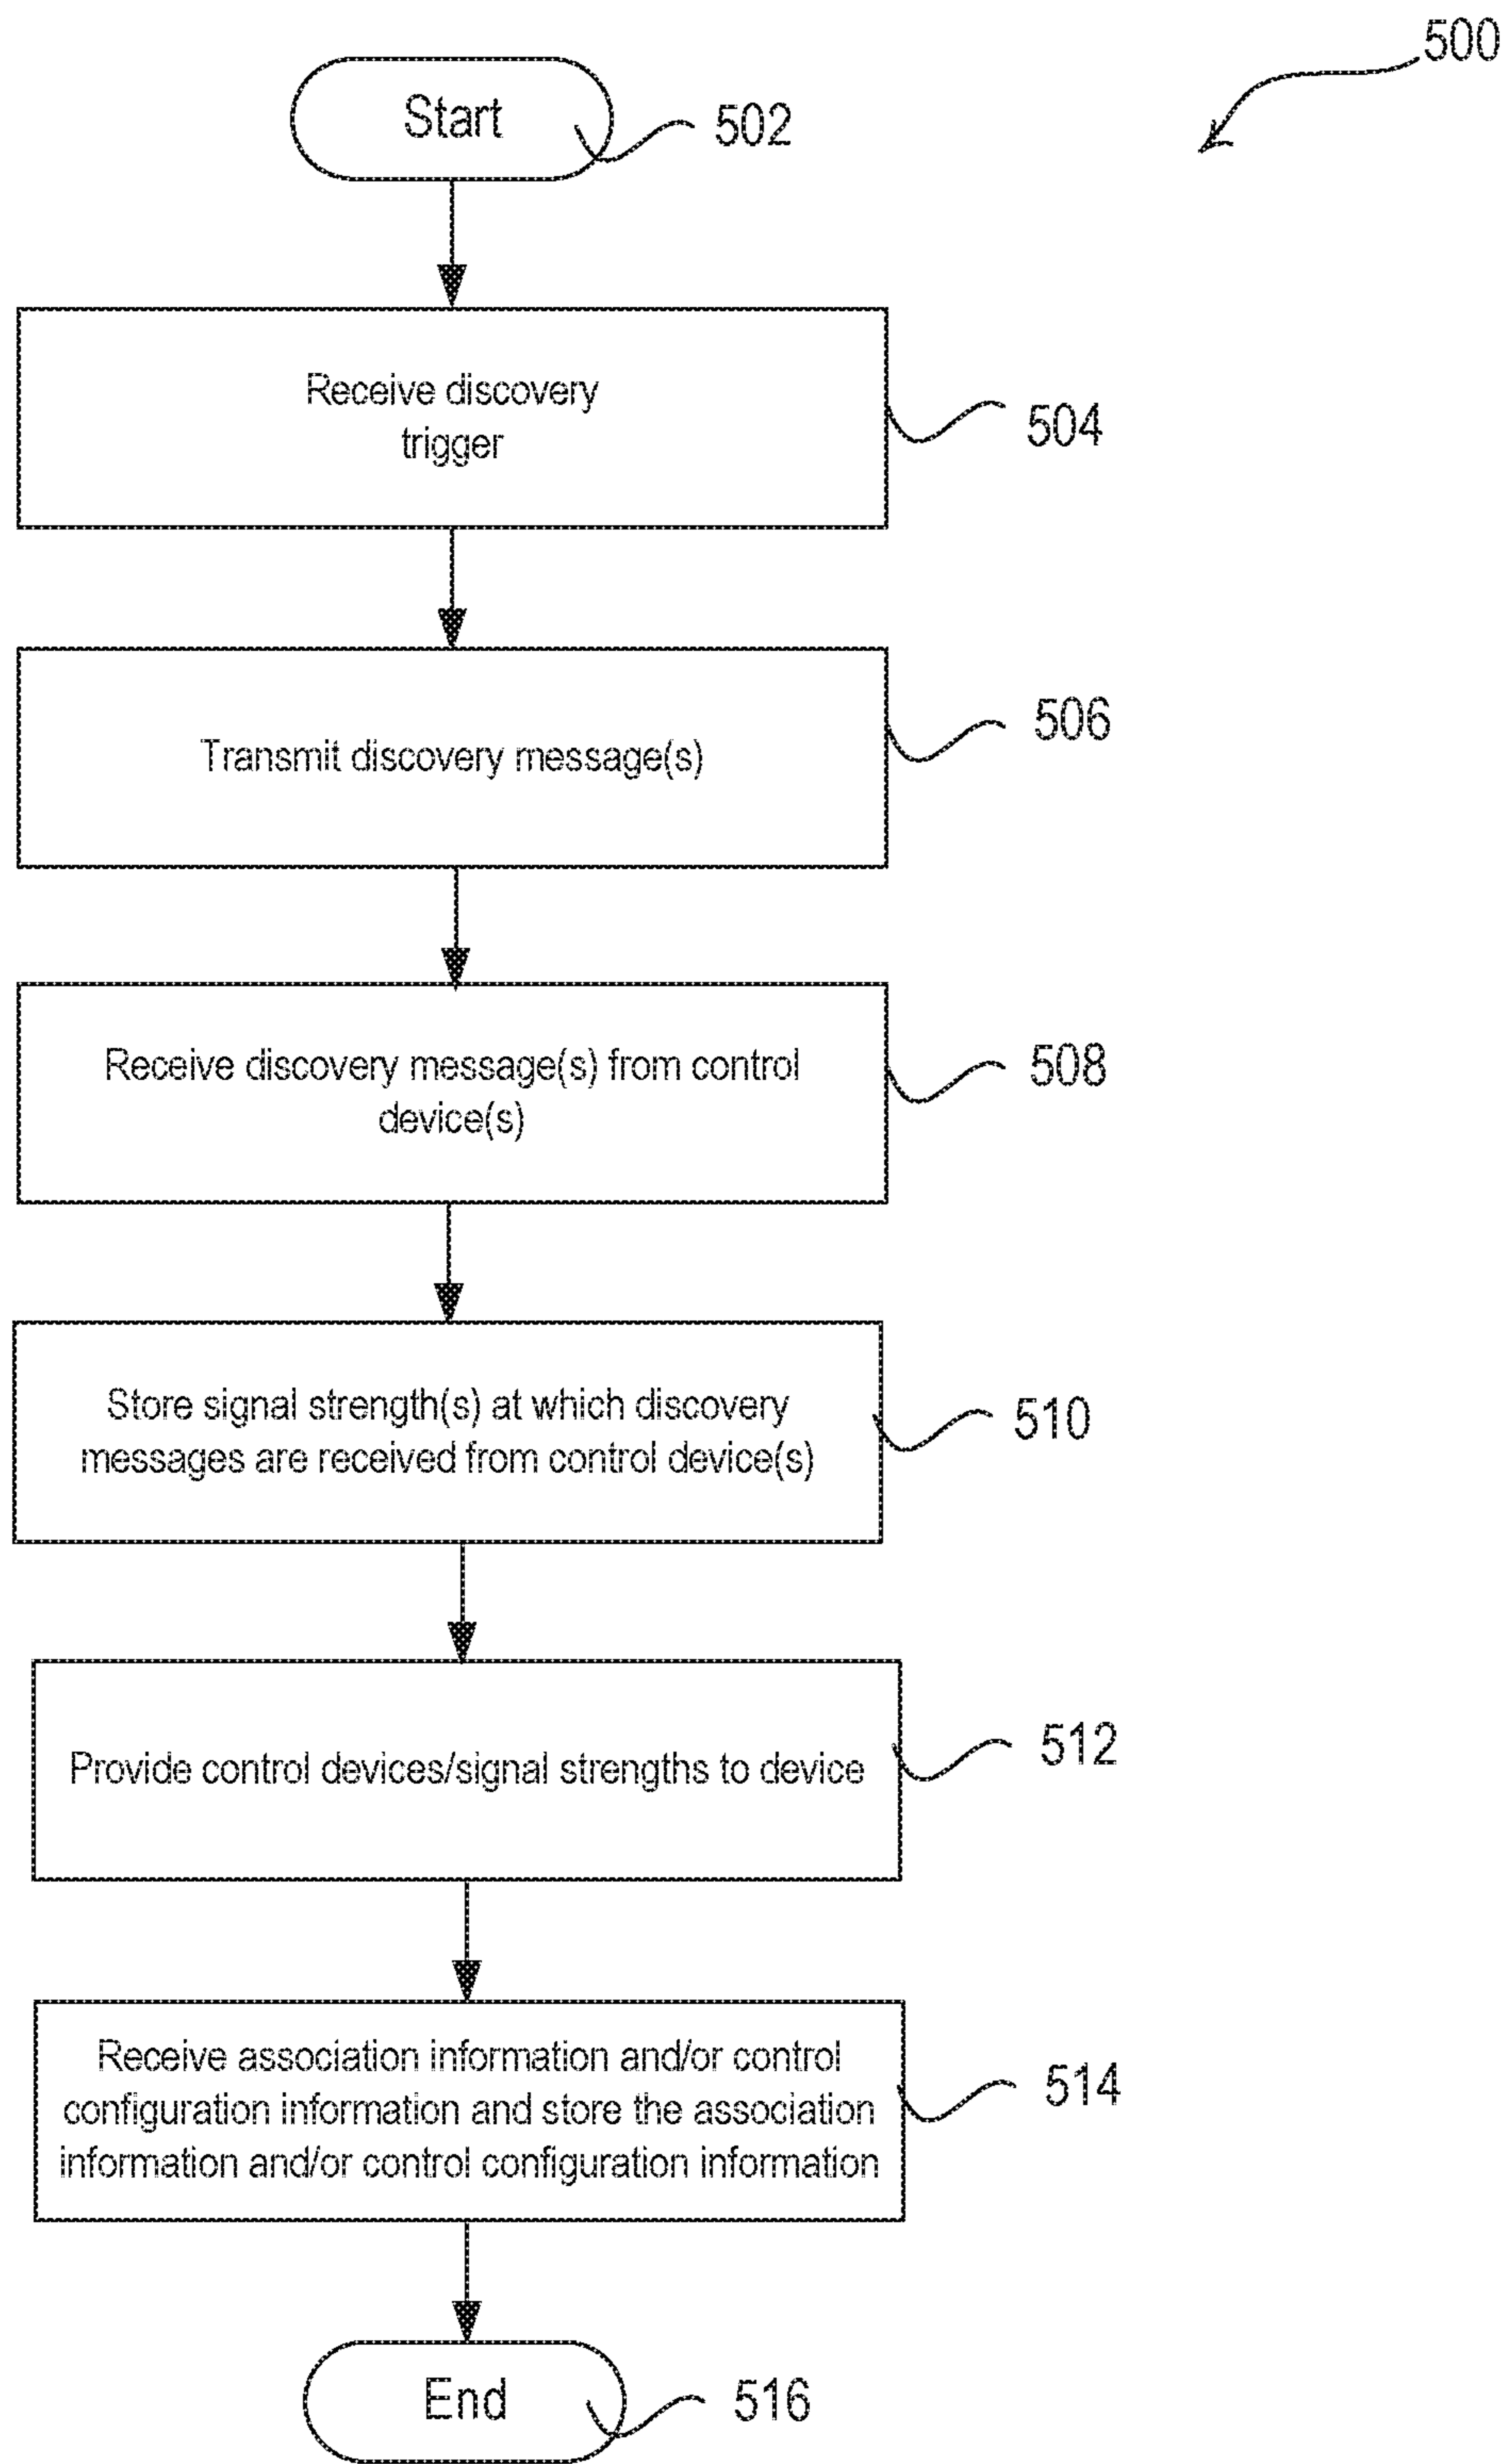 500
Start
502
Receive discovery
trigger
504
Transmit discovery message(s)
506
Receive discovery message(s) from control
device(s)
508
Store signal strength(s) at which discovery
messages are received from control device(s)
510
Provide control devices/signal strengths to device
512
Receive association information and/or control
configuration information and store the association
information and/or control configuration information
514
End
516